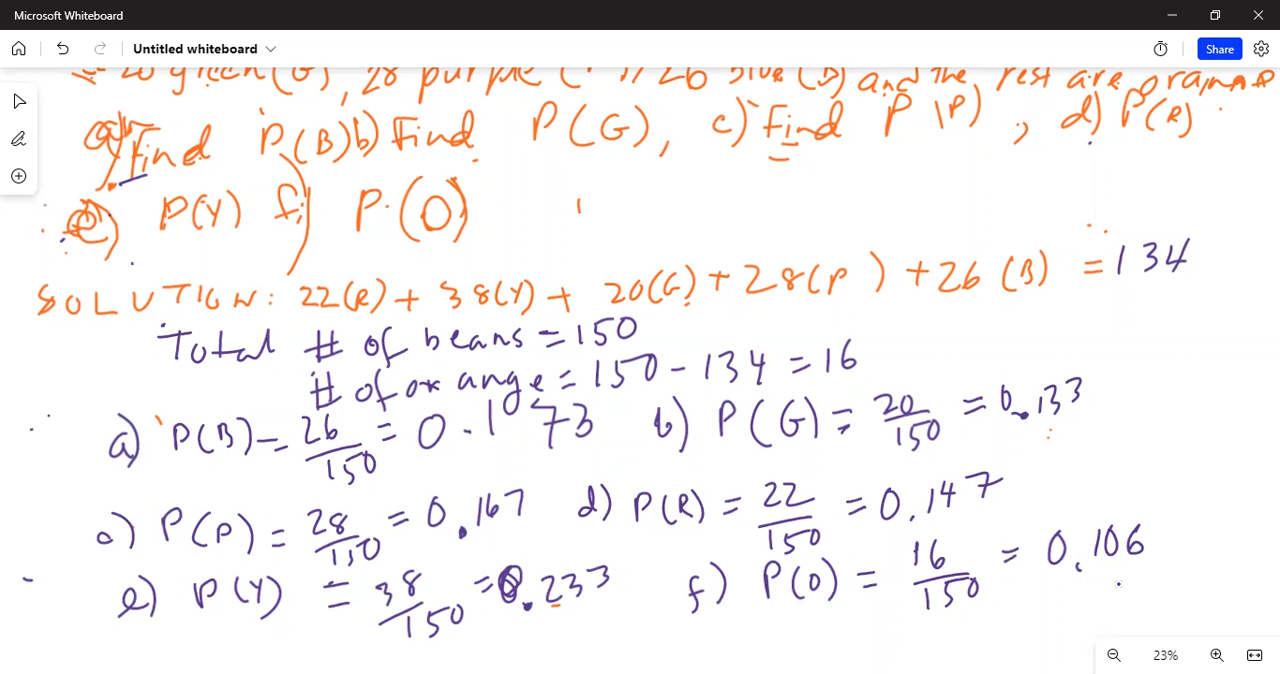 Microsoft Whiteboard
Untitled whiteboard
Share
20 green (G), 28 purple (P), 26 blue (B) and the rest are orange
a) Find P(B) b) Find P(G), c) Find P(P), d) P(R)
e) P(Y) f) P(O)
SOLUTION: 22(R) + 38(Y) + 20(G) + 28(P) + 26(B) = 134
Total # of beans = 150
# of orange = 150 - 134 = 16
a) P(B) = 26/150 = 0.173 b) P(G) = 20/150 = 0.133
c) P(P) = 28/150 = 0.167 d) P(R) = 22/150 = 0.147
e) P(Y) = 38/150 = 0.233 f) P(O) = 16/150 = 0.106
23%